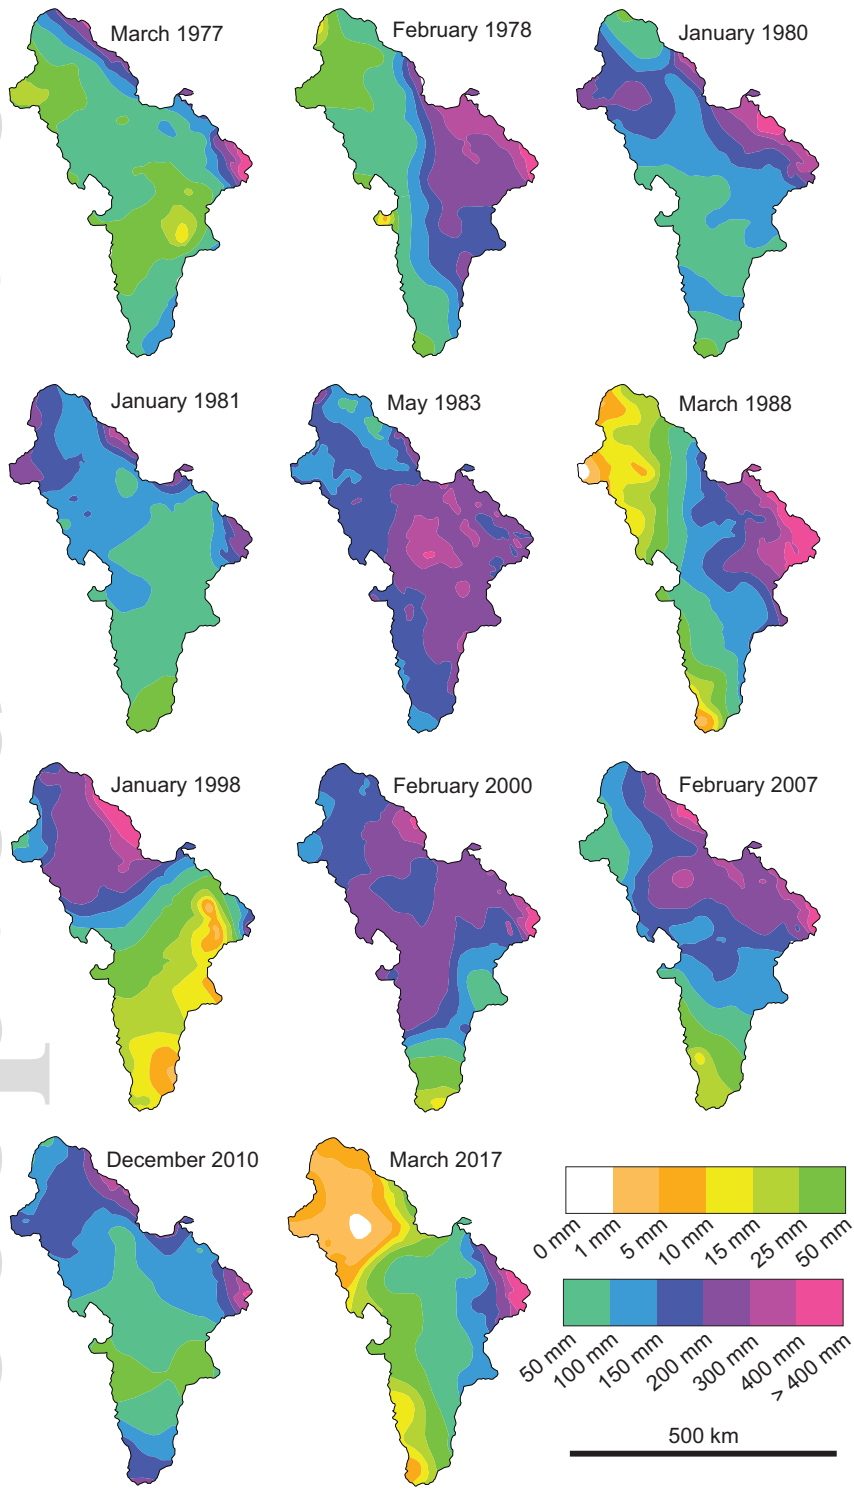 March 1977
February 1978
January 1980
January 1981
May 1983
March 1988
January 1998
February 2000
February 2007
December 2010
March 2017
0 mm
1 mm
5 mm
10 mm
15 mm
25 mm
50 mm
50 mm
100 mm
150 mm
200 mm
300 mm
400 mm
> 400 mm
500 km